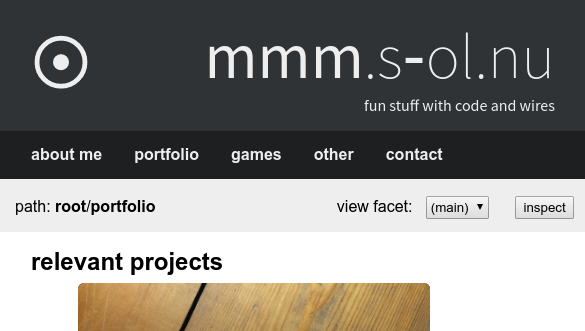 mmm.s-ol.nu
fun stuff with code and wires
about me portfolio games other contact
path: root/portfolio view facet: (main) inspect
relevant projects